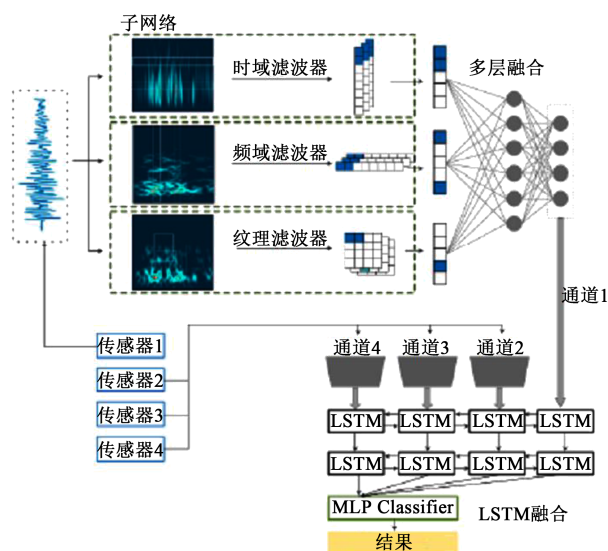 子网络
时域滤波器
多层融合
频域滤波器
纹理滤波器
通道1
传感器1
传感器2
传感器3
传感器4
通道4
通道3
通道2
LSTM
LSTM
LSTM
LSTM
LSTM
LSTM
LSTM
LSTM
MLP Classifier
LSTM融合
结果